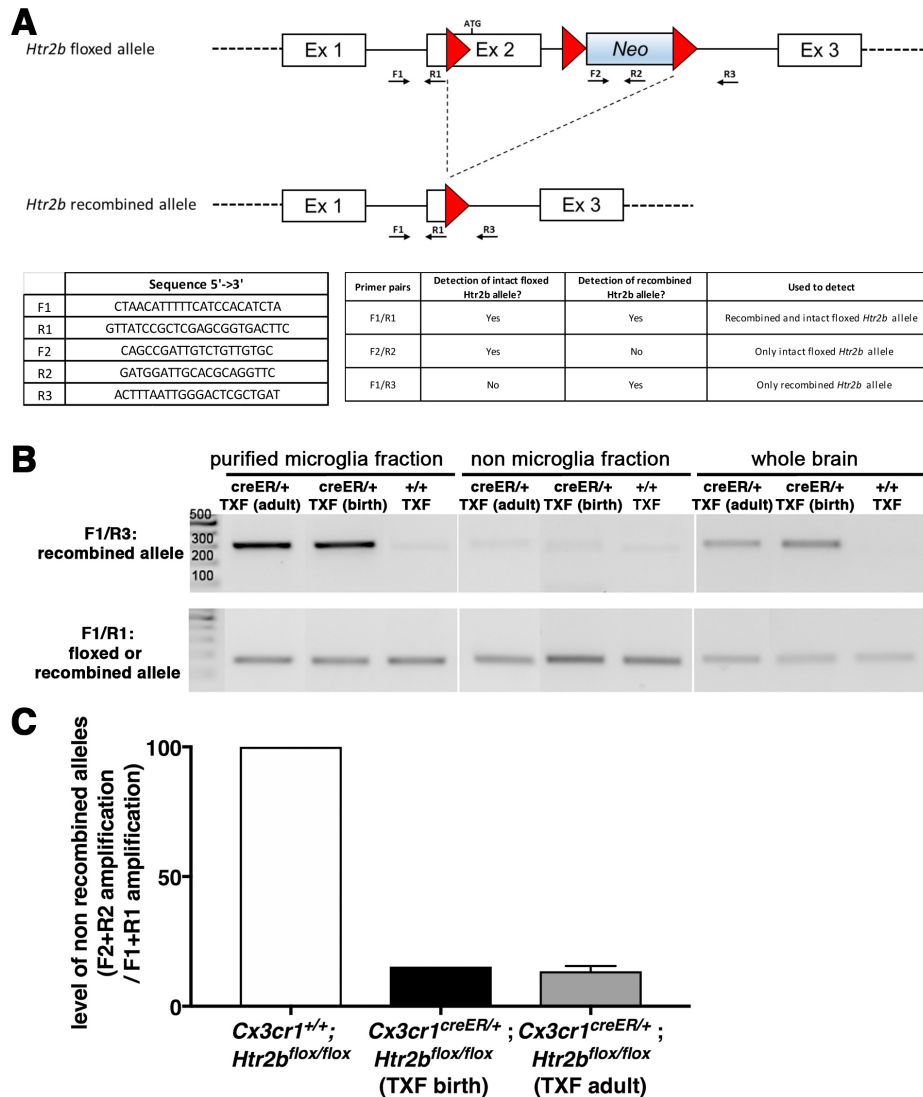 A
ATG
Htr2b floxed allele
Ex 1
Ex 2
Neo
Ex 3
F1
R1
F2
R2
R3
Htr2b recombined allele
Ex 1
Ex 3
F1
R1
R3
Sequence 5'->3'
F1 CTAACATTTTTCATCCACATCTA
R1 GTTATCCGCTCGAGCGGTGACTTC
F2 CAGCCGATTGTCTGTTGTGC
R2 GATGGATTGCACGCAGGTTC
R3 ACTTTAATTGGGACTCGCTGAT
Primer pairs
Detection of intact floxed
Htr2b allele?
Detection of recombined
Htr2b allele?
Used to detect
F1/R1 Yes Yes Recombined and intact floxed Htr2b allele
F2/R2 Yes No Only intact floxed Htr2b allele
F1/R3 No Yes Only recombined Htr2b allele
B
purified microglia fraction non microglia fraction whole brain
creER/+ creER/+ +/+ creER/+ creER/+ +/+ creER/+ creER/+ +/+
TXF (adult) TXF (birth) TXF TXF (adult) TXF (birth) TXF TXF (adult) TXF (birth) TXF
F1/R3:
recombined allele
500
300
200
100
F1/R1:
floxed or
recombined allele
C
level of non recombined alleles
(F2+R2 amplification
/ F1+R1 amplification)
100
50
0
Cx3cr1+/+;
Htr2bflox/flox
Cx3cr1creER/+ ;
Htr2bflox/flox
(TXF birth)
Cx3cr1creER/+ ;
Htr2bflox/flox
(TXF adult)